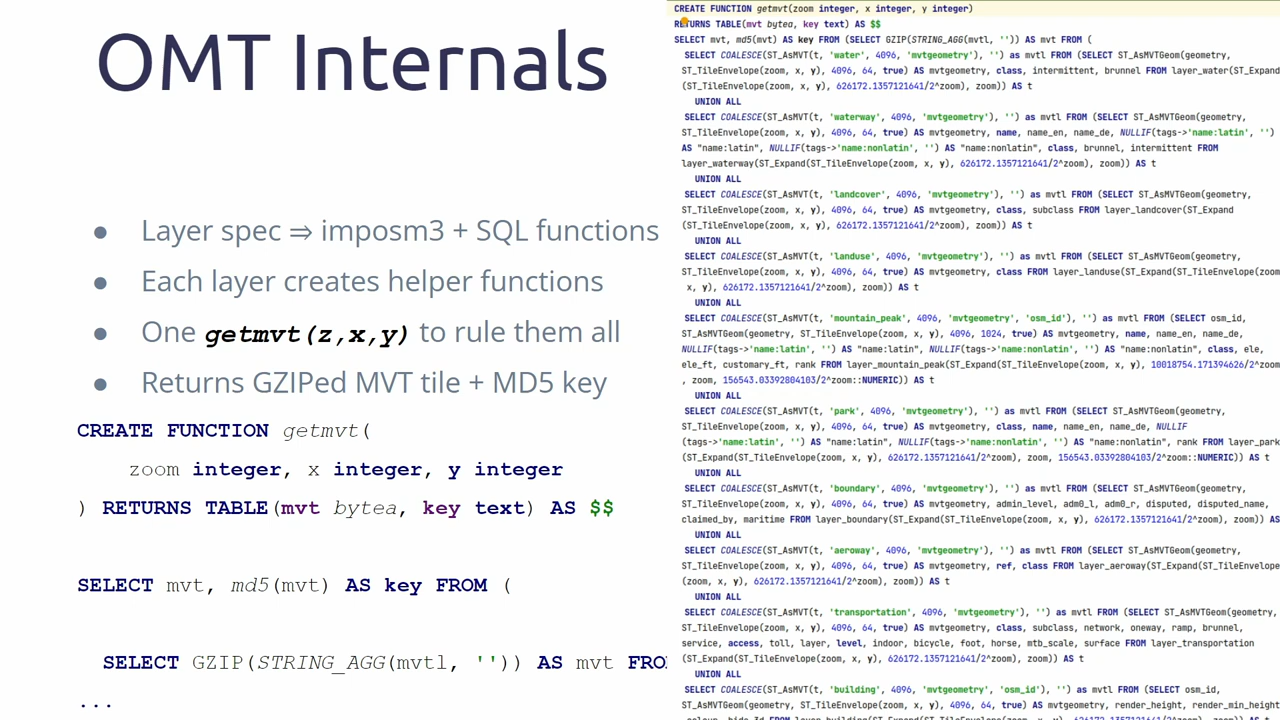 OMT Internals
● Layer spec ⇒ imposm3 + SQL functions
● Each layer creates helper functions
● One getmvt(z,x,y) to rule them all
● Returns GZIPed MVT tile + MD5 key
CREATE FUNCTION getmvt(
zoom integer, x integer, y integer
) RETURNS TABLE(mvt bytea, key text) AS $$
SELECT mvt, md5(mvt) AS key FROM (
SELECT GZIP(STRING_AGG(mvtl, '')) AS mvt FRO
...
CREATE FUNCTION getmvt(zoom integer, x integer, y integer)
RETURNS TABLE(mvt bytea, key text) AS $$
SELECT mvt, md5(mvt) AS key FROM (SELECT GZIP(STRING_AGG(mvtl, '')) AS mvt FROM (
SELECT COALESCE(ST_AsMVT(t, 'water', 4096, 'mvtgeometry'), '') as mvtl FROM (SELECT ST_AsMVTGeom(geometry,
ST_TileEnvelope(zoom, x, y), 4096, 64, true) AS mvtgeometry, class, intermittent, brunnel FROM layer_water(ST_Expand
(ST_TileEnvelope(zoom, x, y), 626172.1357121641/2^zoom), zoom)) AS t
UNION ALL
SELECT COALESCE(ST_AsMVT(t, 'waterway', 4096, 'mvtgeometry'), '') as mvtl FROM (SELECT ST_AsMVTGeom(geometry,
ST_TileEnvelope(zoom, x, y), 4096, 64, true) AS mvtgeometry, name, name_en, name_de, NULLIF(tags->'name:latin', '')
AS "name:latin", NULLIF(tags->'name:nonlatin', '') AS "name:nonlatin", class, brunnel, intermittent FROM
layer_waterway(ST_Expand(ST_TileEnvelope(zoom, x, y), 626172.1357121641/2^zoom), zoom)) AS t
UNION ALL
SELECT COALESCE(ST_AsMVT(t, 'landcover', 4096, 'mvtgeometry'), '') as mvtl FROM (SELECT ST_AsMVTGeom(geometry,
ST_TileEnvelope(zoom, x, y), 4096, 64, true) AS mvtgeometry, class, subclass FROM layer_landcover(ST_Expand
(ST_TileEnvelope(zoom, x, y), 626172.1357121641/2^zoom), zoom)) AS t
UNION ALL
SELECT COALESCE(ST_AsMVT(t, 'landuse', 4096, 'mvtgeometry'), '') as mvtl FROM (SELECT ST_AsMVTGeom(geometry,
ST_TileEnvelope(zoom, x, y), 4096, 64, true) AS mvtgeometry, class FROM layer_landuse(ST_Expand(ST_TileEnvelope(zoom,
x, y), 626172.1357121641/2^zoom), zoom)) AS t
UNION ALL
SELECT COALESCE(ST_AsMVT(t, 'mountain_peak', 4096, 'mvtgeometry', 'osm_id'), '') as mvtl FROM (SELECT osm_id,
ST_AsMVTGeom(geometry, ST_TileEnvelope(zoom, x, y), 4096, 1024, true) AS mvtgeometry, name, name_en, name_de,
NULLIF(tags->'name:latin', '') AS "name:latin", NULLIF(tags->'name:nonlatin', '') AS "name:nonlatin", class, ele,
ele_ft, customary_ft, rank FROM layer_mountain_peak(ST_Expand(ST_TileEnvelope(zoom, x, y), 10018754.171394626/2^zoom)
, zoom, 156543.03392804103/2^zoom::NUMERIC)) AS t
UNION ALL
SELECT COALESCE(ST_AsMVT(t, 'park', 4096, 'mvtgeometry'), '') as mvtl FROM (SELECT ST_AsMVTGeom(geometry,
ST_TileEnvelope(zoom, x, y), 4096, 64, true) AS mvtgeometry, class, name, name_en, name_de, NULLIF
(tags->'name:latin', '') AS "name:latin", NULLIF(tags->'name:nonlatin', '') AS "name:nonlatin", rank FROM layer_park
(ST_Expand(ST_TileEnvelope(zoom, x, y), 626172.1357121641/2^zoom), zoom, 156543.03392804103/2^zoom::NUMERIC)) AS t
UNION ALL
SELECT COALESCE(ST_AsMVT(t, 'boundary', 4096, 'mvtgeometry'), '') as mvtl FROM (SELECT ST_AsMVTGeom(geometry,
ST_TileEnvelope(zoom, x, y), 4096, 64, true) AS mvtgeometry, admin_level, adm0_l, adm0_r, disputed, disputed_name,
claimed_by, maritime FROM layer_boundary(ST_Expand(ST_TileEnvelope(zoom, x, y), 626172.1357121641/2^zoom), zoom)) AS
UNION ALL
SELECT COALESCE(ST_AsMVT(t, 'aeroway', 4096, 'mvtgeometry'), '') as mvtl FROM (SELECT ST_AsMVTGeom(geometry,
ST_TileEnvelope(zoom, x, y), 4096, 64, true) AS mvtgeometry, ref, class FROM layer_aeroway(ST_Expand(ST_TileEnvelope
(zoom, x, y), 626172.1357121641/2^zoom), zoom)) AS t
UNION ALL
SELECT COALESCE(ST_AsMVT(t, 'transportation', 4096, 'mvtgeometry'), '') as mvtl FROM (SELECT ST_AsMVTGeom(geometry,
ST_TileEnvelope(zoom, x, y), 4096, 64, true) AS mvtgeometry, class, subclass, network, oneway, ramp, brunnel,
service, access, toll, layer, level, indoor, bicycle, foot, horse, mtb_scale, surface FROM layer_transportation
(ST_Expand(ST_TileEnvelope(zoom, x, y), 626172.1357121641/2^zoom), zoom)) AS t
UNION ALL
SELECT COALESCE(ST_AsMVT(t, 'building', 4096, 'mvtgeometry', 'osm_id'), '') as mvtl FROM (SELECT osm_id,
ST_AsMVTGeom(geometry, ST_TileEnvelope(zoom, x, y), 4096, 64, true) AS mvtgeometry, render_height, render_min_height